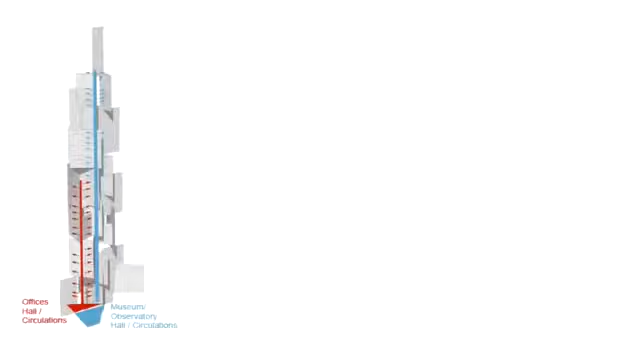 Offices
Hall /
Circulations
Museum/
Observatory
Hall / Circulations